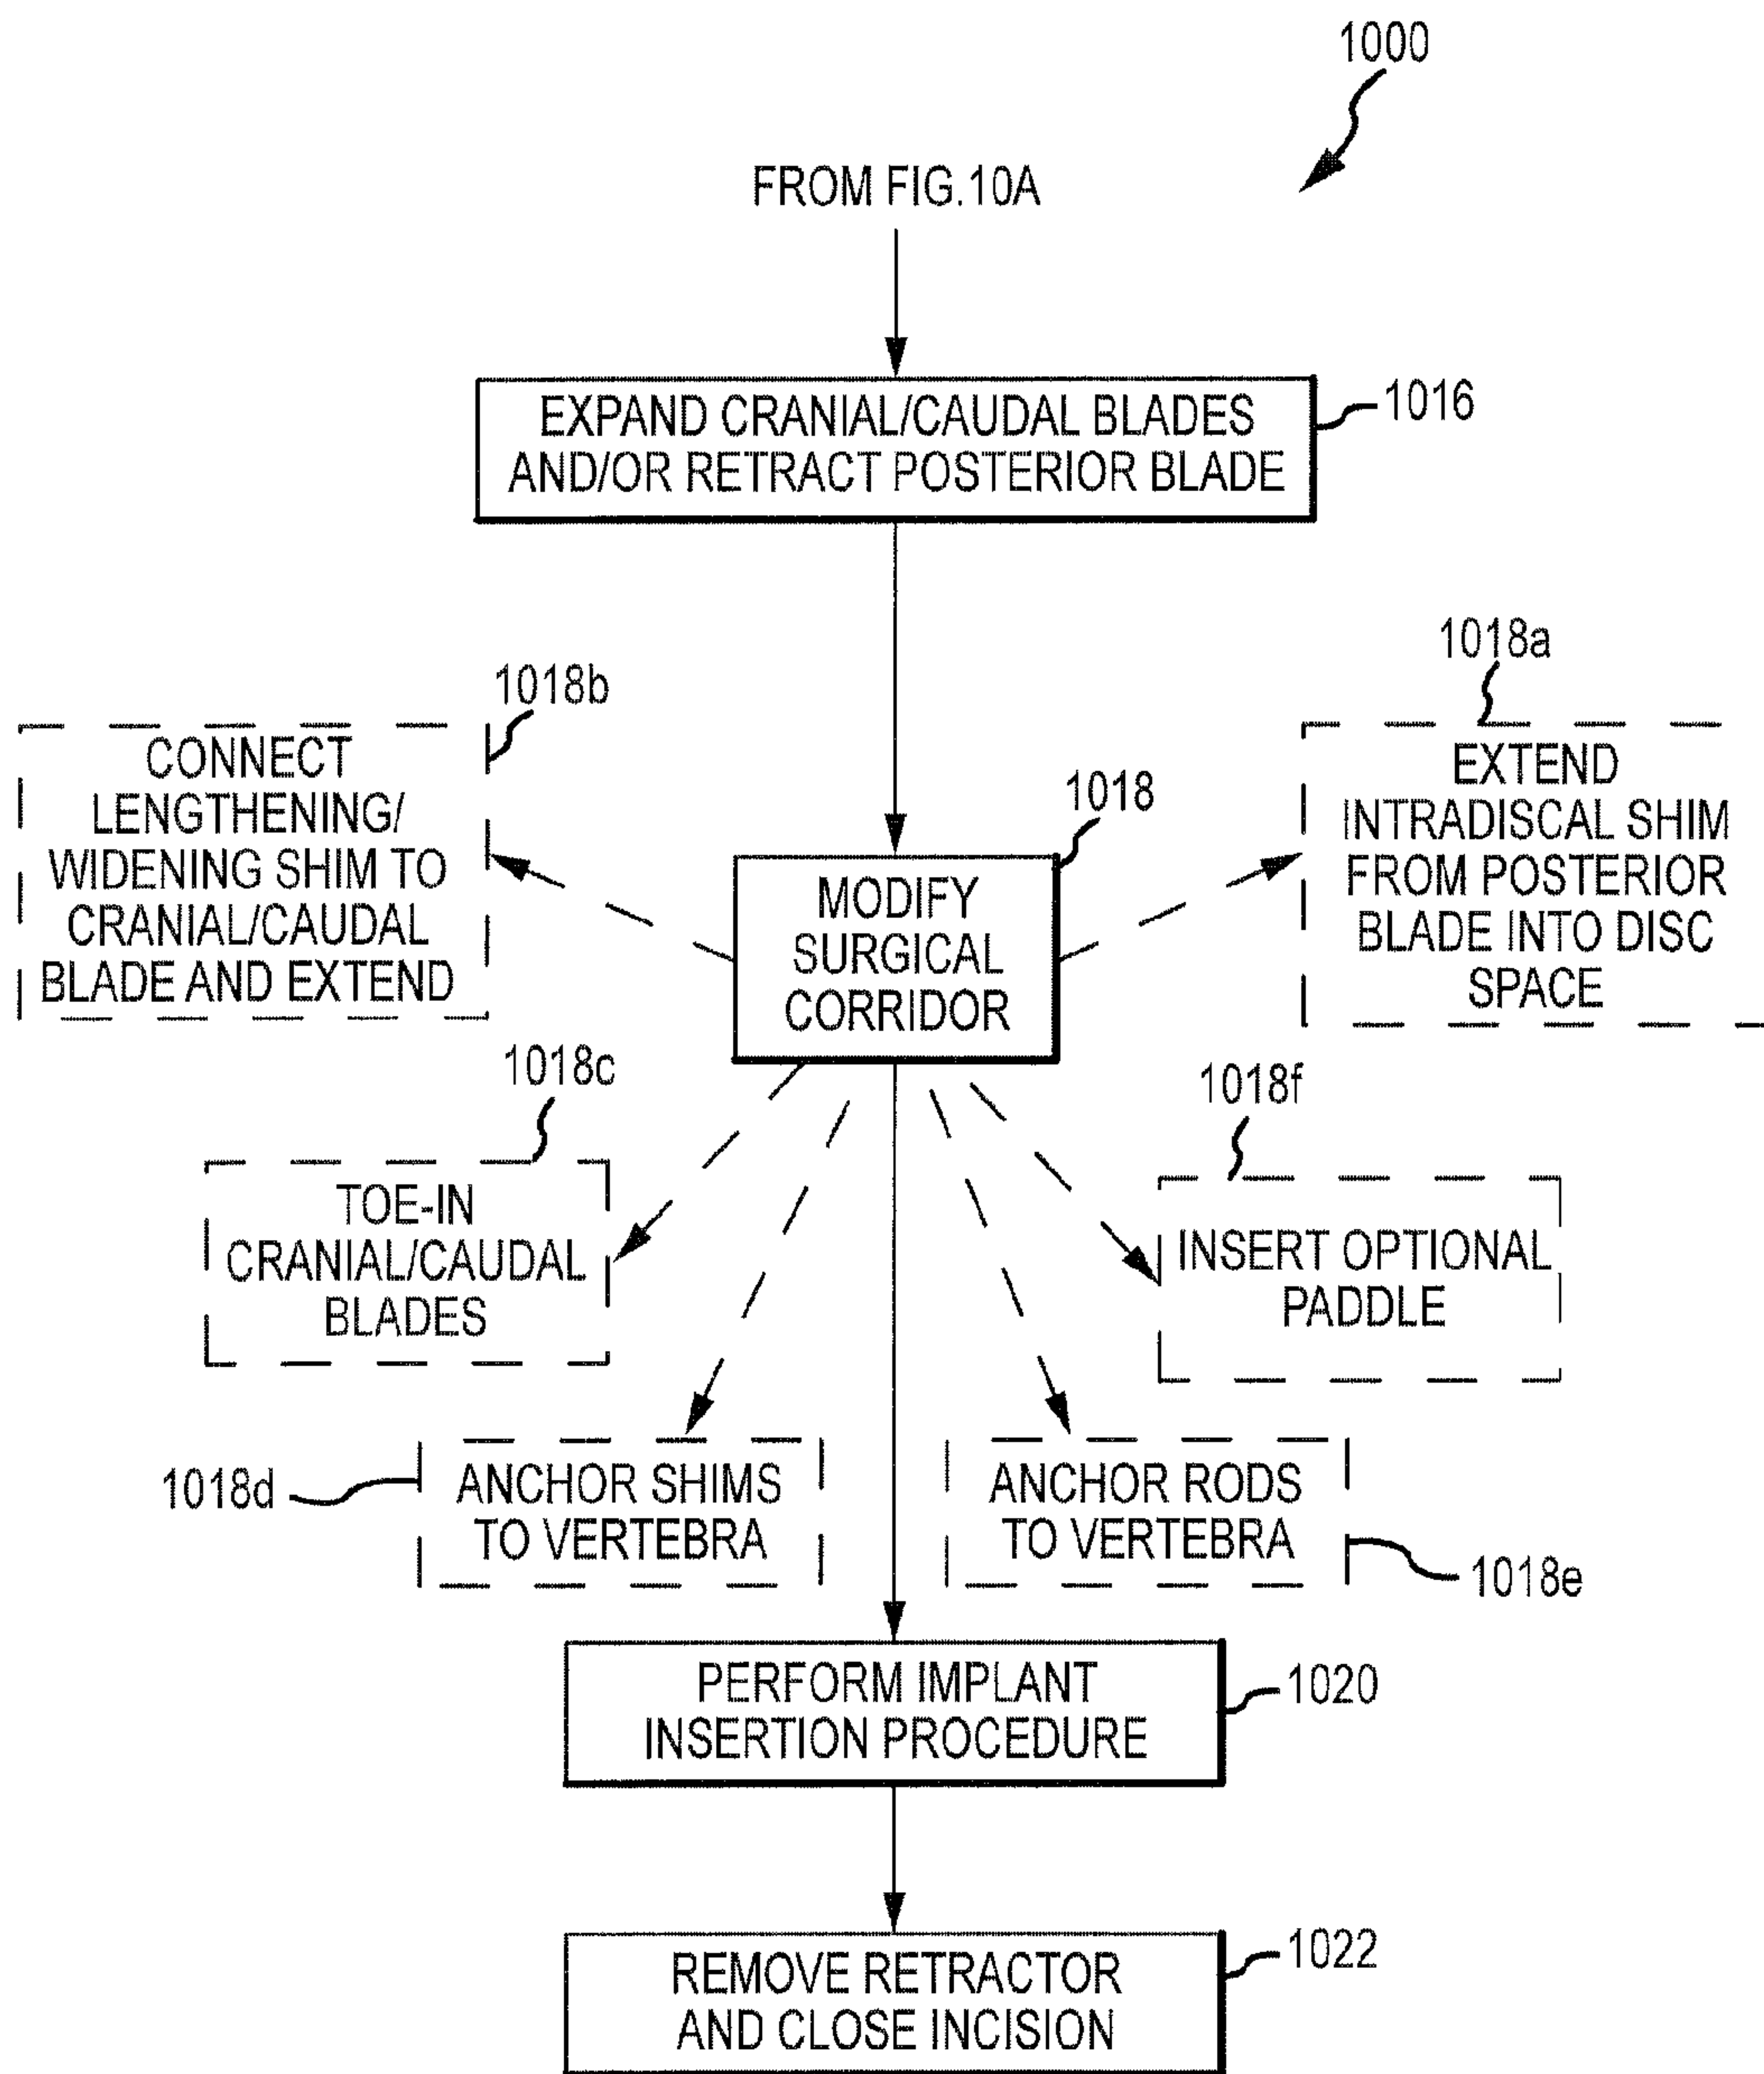 1000
FROM FIG.10A
EXPAND CRANIAL/CAUDAL BLADES
AND/OR RETRACT POSTERIOR BLADE
1016
1018a
1018b
CONNECT
LENGTHENING/
WIDENING SHIM TO
CRANIAL/CAUDAL
BLADE AND EXTEND
1018
MODIFY
SURGICAL
CORRIDOR
EXTEND
INTRADISCAL SHIM
FROM POSTERIOR
BLADE INTO DISC
SPACE
1018c
TOE-IN
CRANIAL/CAUDAL
BLADES
1018f
INSERT OPTIONAL
PADDLE
1018d
ANCHOR SHIMS
TO VERTEBRA
ANCHOR RODS
TO VERTEBRA
1018e
PERFORM IMPLANT
INSERTION PROCEDURE
1020
REMOVE RETRACTOR
AND CLOSE INCISION
1022